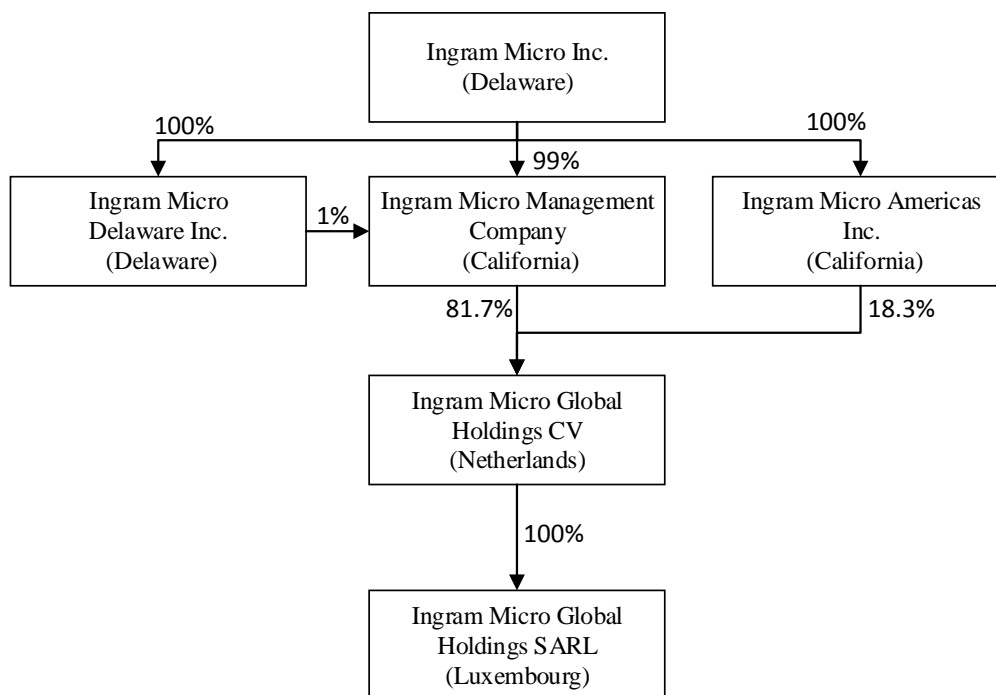 Ingram Micro Inc.
(Delaware)
100%
100%
99%
Ingram Micro
Delaware Inc.
(Delaware)
1%
Ingram Micro Management
Company
(California)
Ingram Micro Americas
Inc.
(California)
81.7%
18.3%
Ingram Micro Global
Holdings CV
(Netherlands)
100%
Ingram Micro Global
Holdings SARL
(Luxembourg)